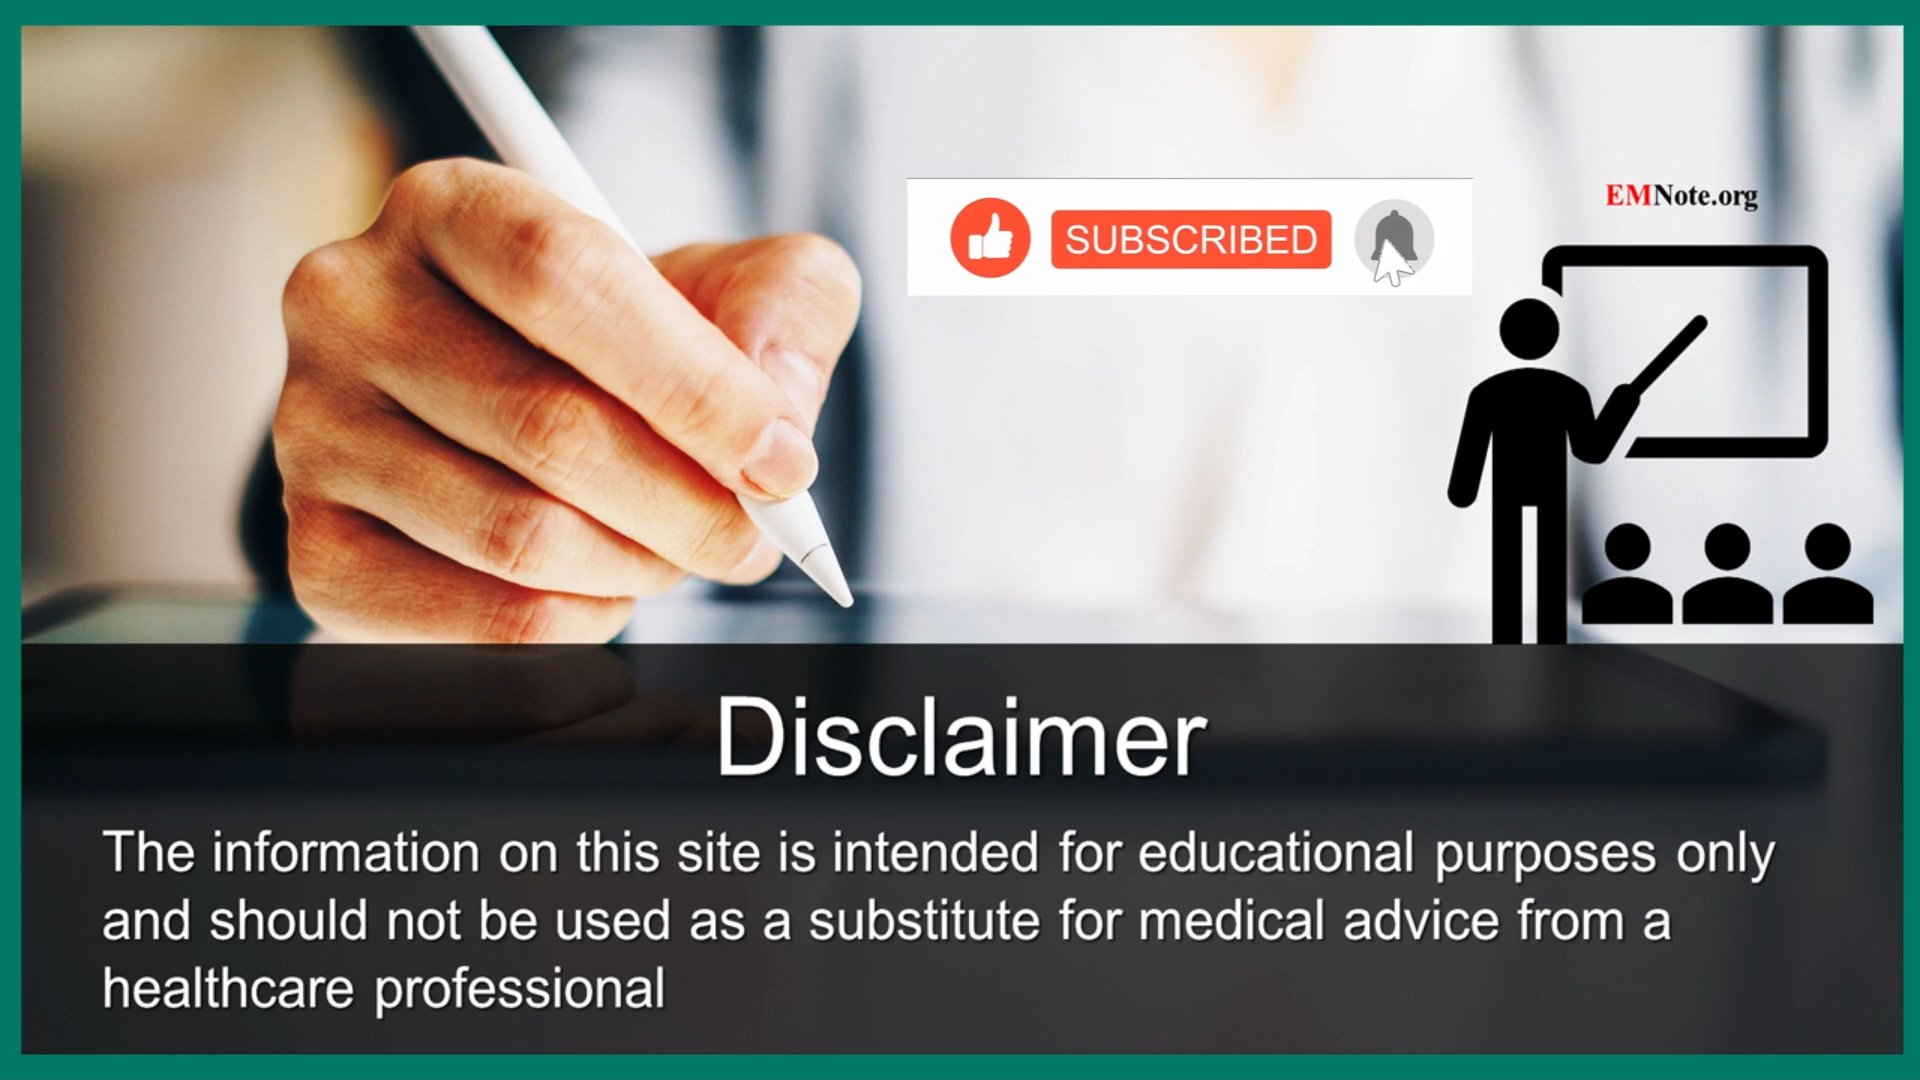 EMNote.org
SUBSCRIBED
Disclaimer
The information on this site is intended for educational purposes only
and should not be used as a substitute for medical advice from a
healthcare professional